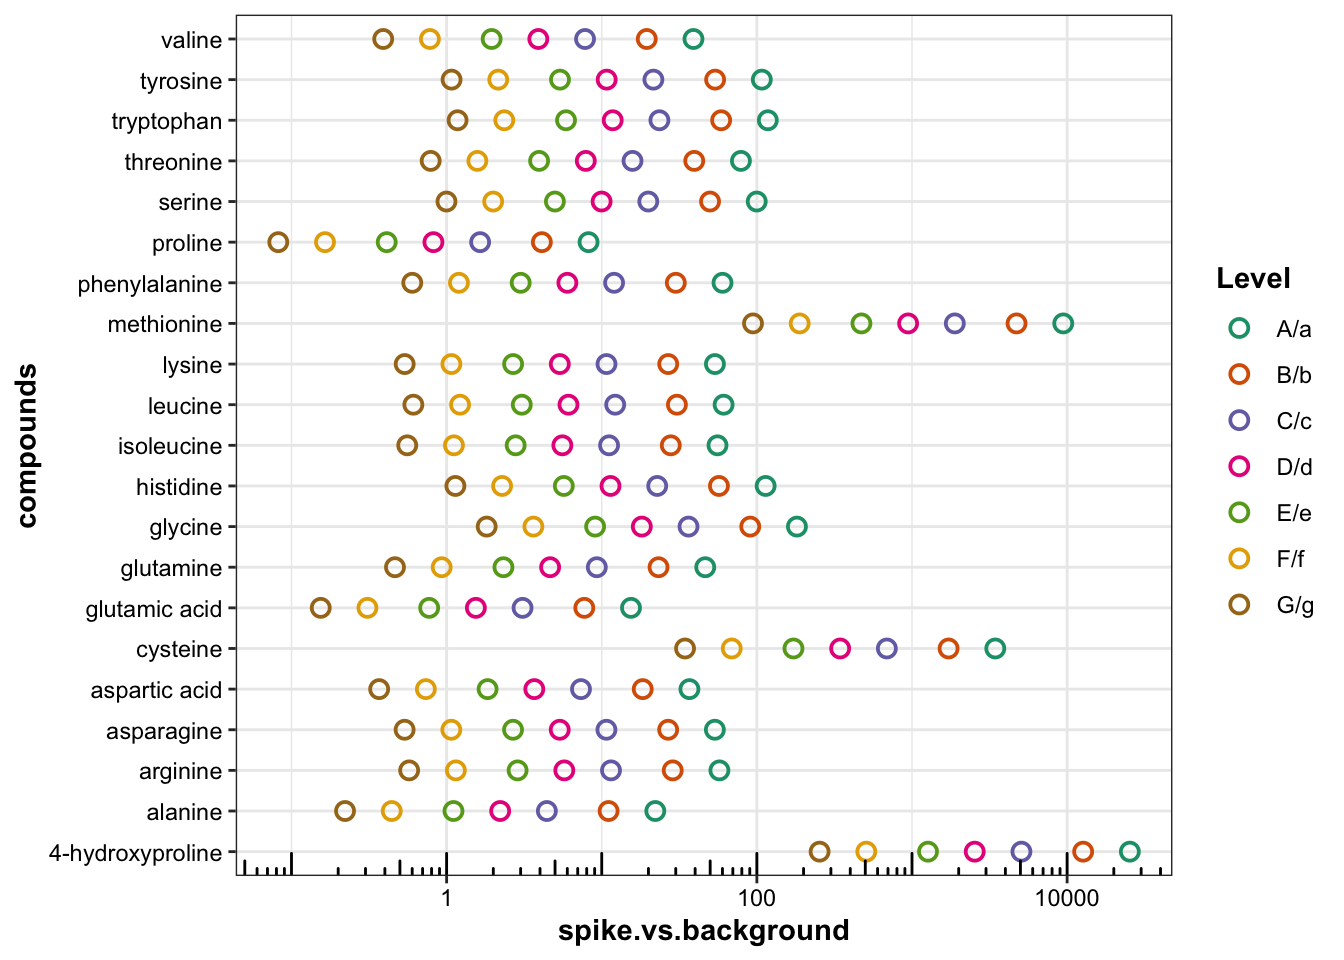 valine
tyrosine
tryptophan
threonine
serine
proline
phenylalanine
methionine
lysine
leucine
isoleucine
histidine
glycine
glutamine
glutamic acid
cysteine
aspartic acid
asparagine
arginine
alanine
4-hydroxyproline
compounds
1 100 10000
spike.vs.background
Level
A/a
B/b
C/c
D/d
E/e
F/f
G/g